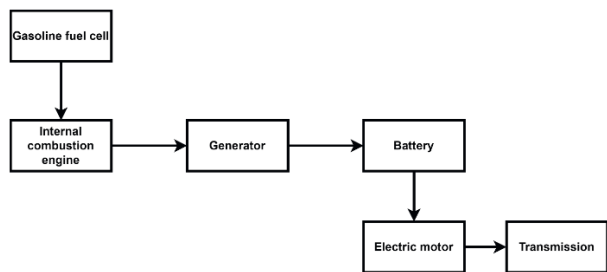 Gasoline fuel cell
Internal
combustion
engine
Generator
Battery
Electric motor
Transmission